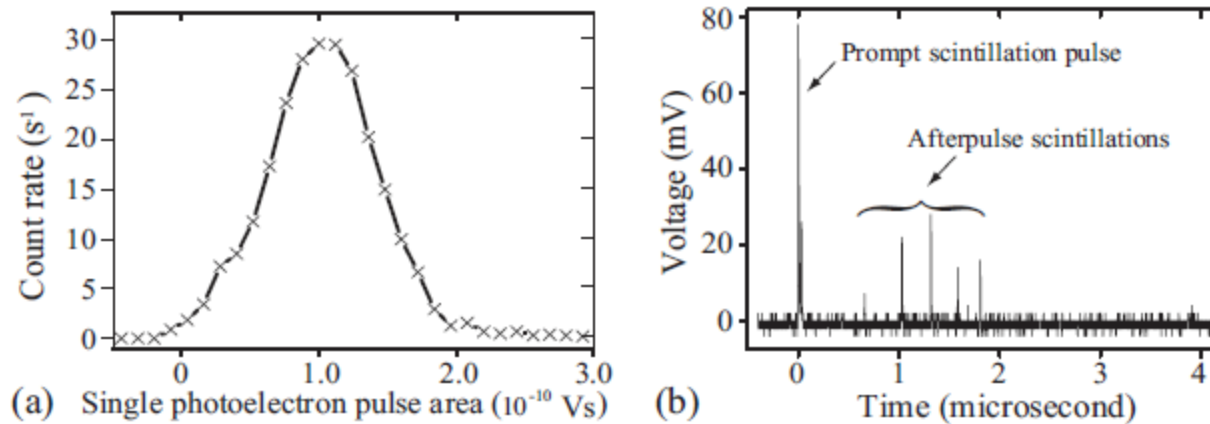 30
25
20
15
10
5
0
Count rate (s-1)
0 1.0 2.0 3.0
(a) Single photoelectron pulse area (10-10 Vs)
80
60
40
20
0
Voltage (mV)
Prompt scintillation pulse
Afterpulse scintillations
0 1 2 3 4
(b) Time (microsecond)